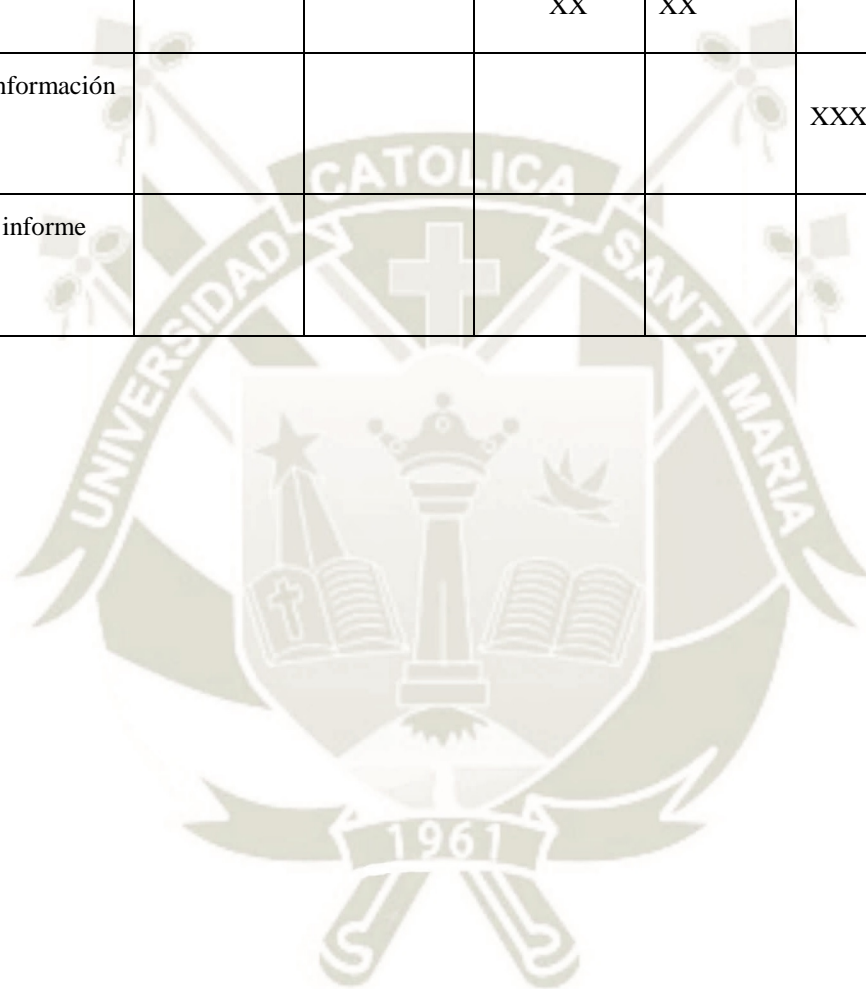 XX XX
nformación
XXX
informe
UNIVERSIDAD CATOLICA SANTA MARIA
1961